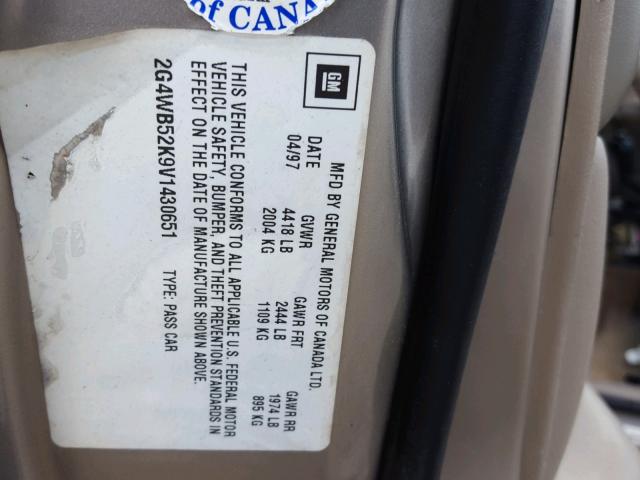 of CANA
GM
MFD BY GENERAL MOTORS OF CANADA LTD.
DATE GVWR GAWR FRT GAWR RR
04/97 4418 LB 2444 LB 1974 LB
2004 KG 1109 KG 895 KG
THIS VEHICLE CONFORMS TO ALL APPLICABLE U.S. FEDERAL MOTOR
VEHICLE SAFETY, BUMPER, AND THEFT PREVENTION STANDARDS IN
EFFECT ON THE DATE OF MANUFACTURE SHOWN ABOVE.
2G4WB52K9V1430651 TYPE: PASS CAR